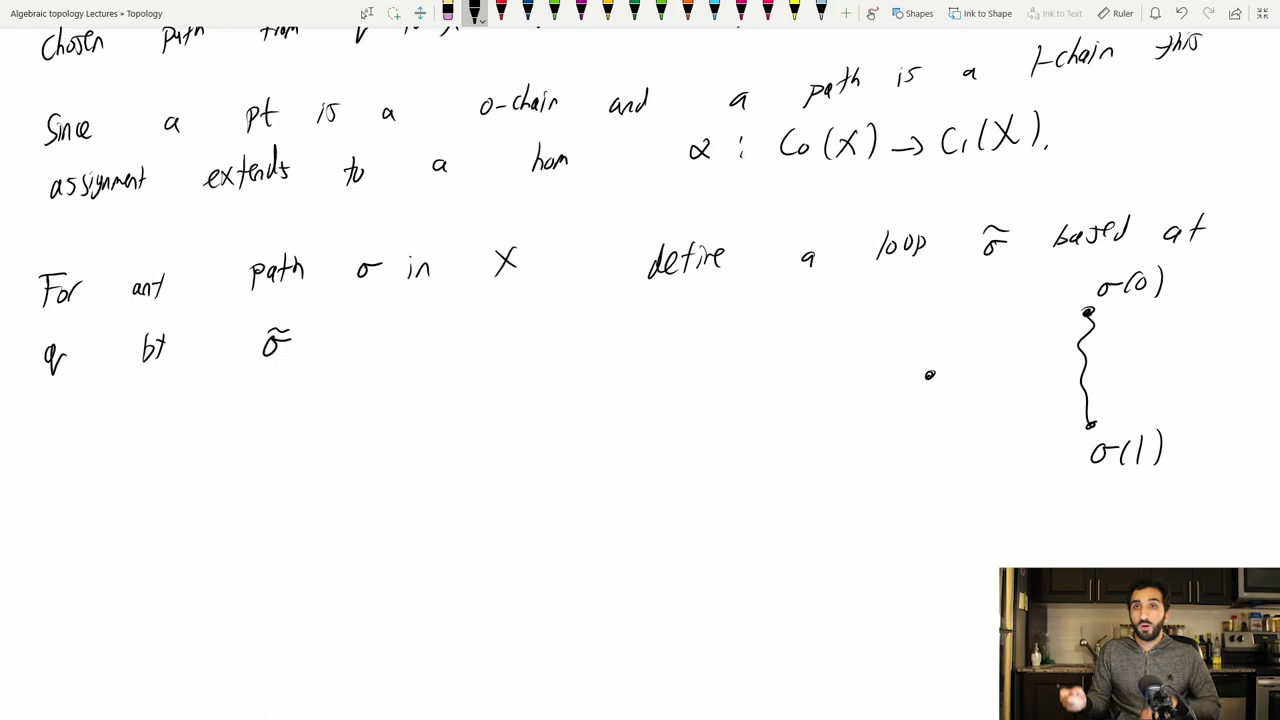 Algebraic topology Lectures » Topology
Shapes Ink to Shape Ink to Text Ruler
chosen path from
Since a pt is a 0-chain and a path is a 1-chain this
assignment extends to a hom α : C₀(X) → C₁(X).
For any path σ in X define a loop σ̃ based at
q by σ̃
σ(0)
σ(1)